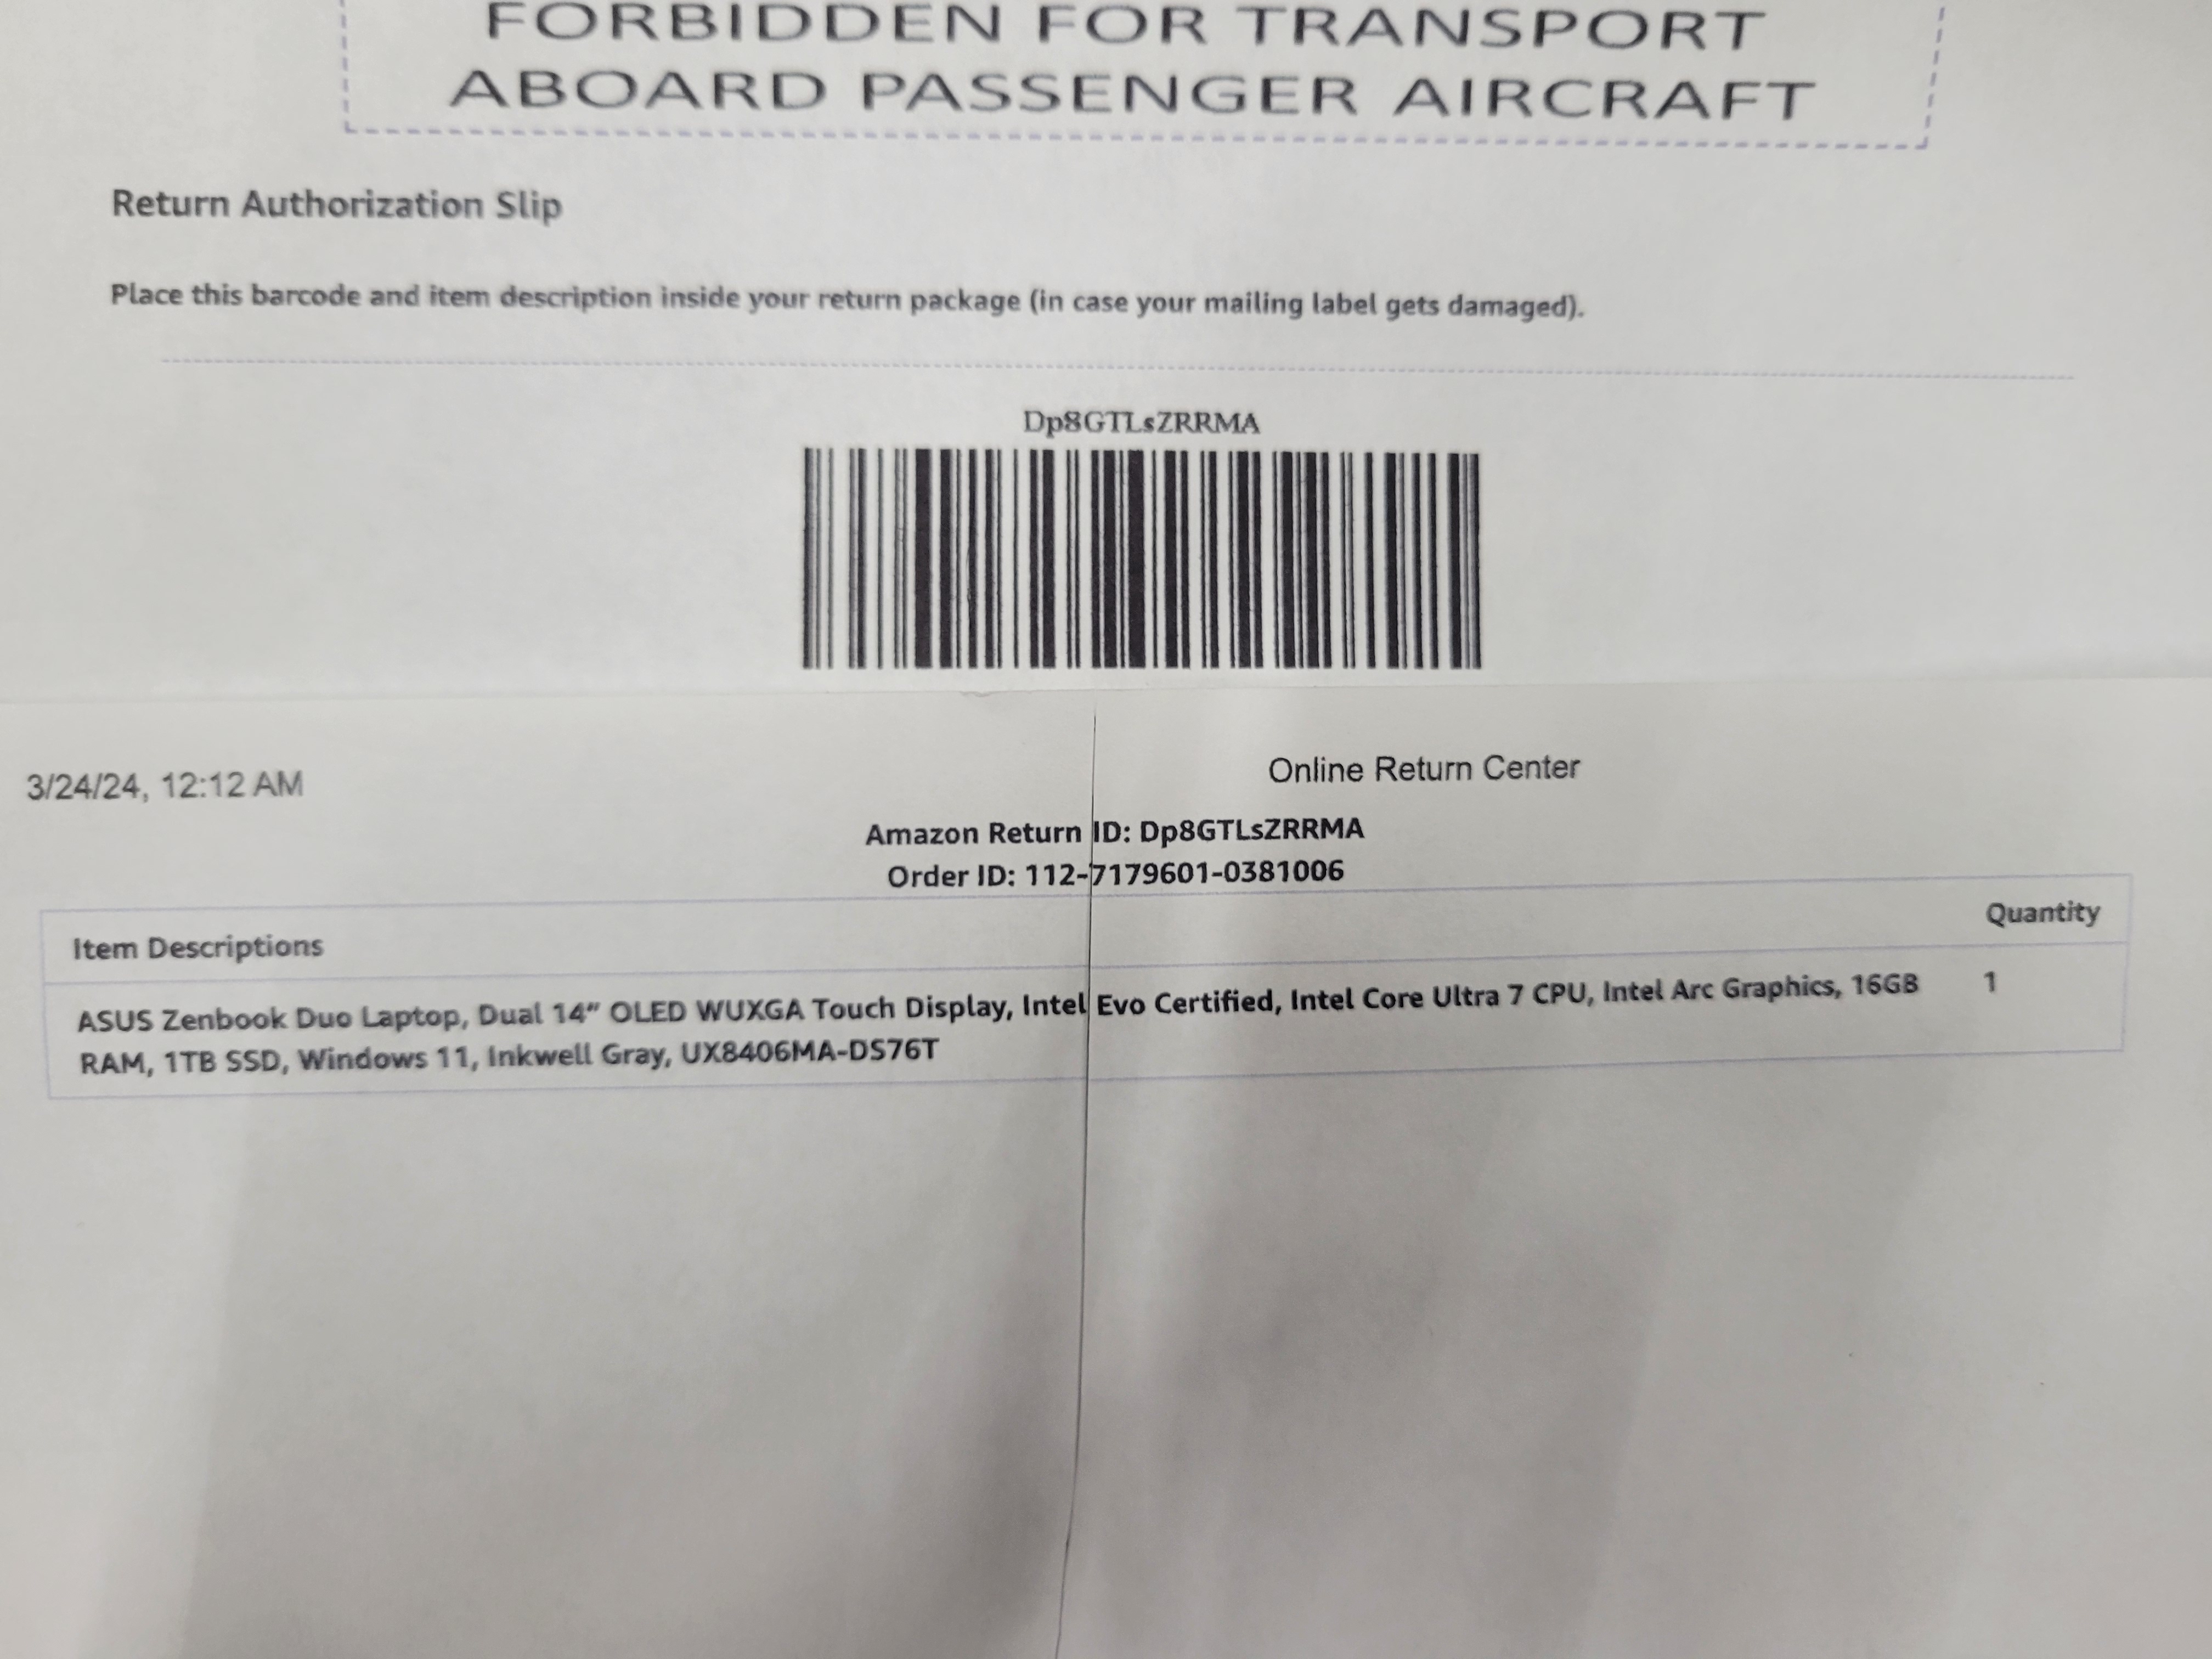 FORBIDDEN FOR TRANSPORT
ABOARD PASSENGER AIRCRAFT
Return Authorization Slip
Place this barcode and item description inside your return package (in case your mailing label gets damaged).
Dp8GTLsZRRMA
3/24/24, 12:12 AM
Online Return Center
Amazon Return ID: Dp8GTLsZRRMA
Order ID: 112-7179601-0381006
Item Descriptions
Quantity
ASUS Zenbook Duo Laptop, Dual 14” OLED WUXGA Touch Display, Intel Evo Certified, Intel Core Ultra 7 CPU, Intel Arc Graphics, 16GB
1
RAM, 1TB SSD, Windows 11, Inkwell Gray, UX8406MA-DS76T